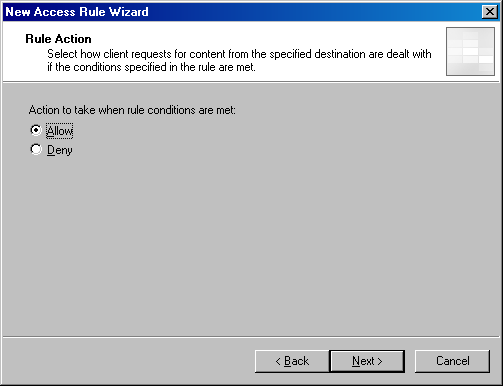 New Access Rule Wizard
Rule Action
Select how client requests for content from the specified destination are dealt with
if the conditions specified in the rule are met.
Action to take when rule conditions are met:
Allow
Deny
< Back
Next >
Cancel